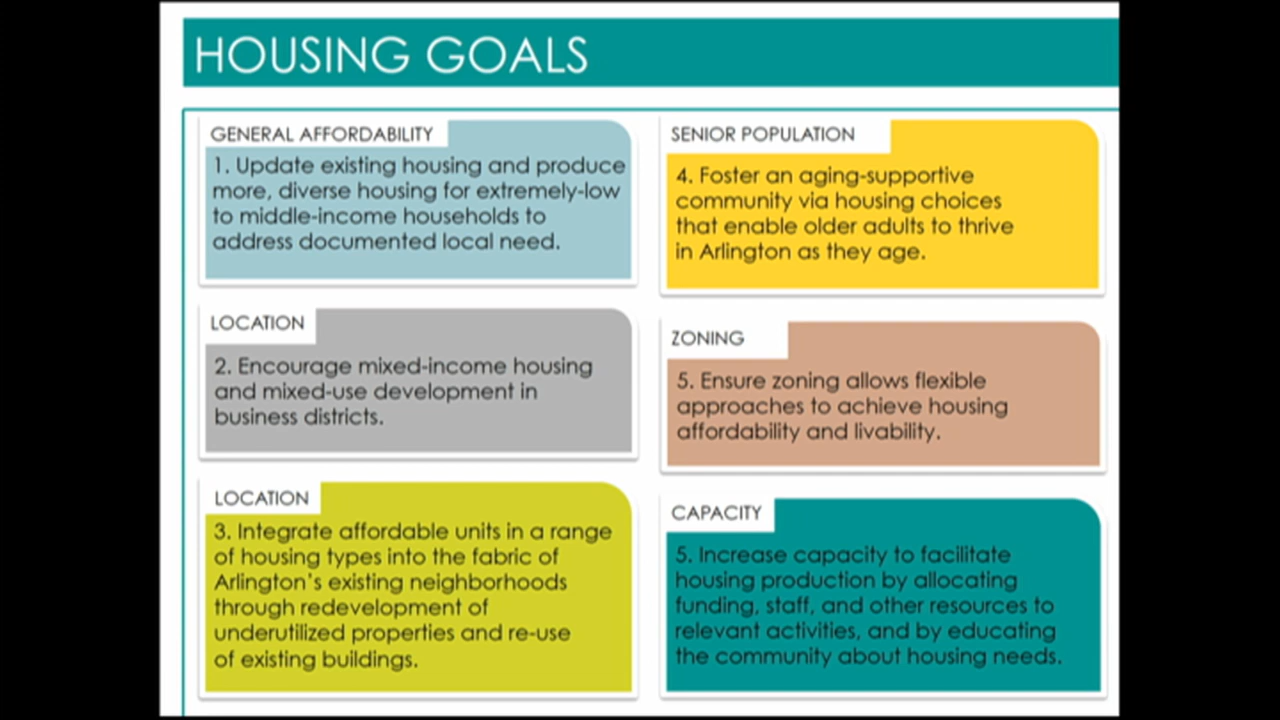 HOUSING GOALS
GENERAL AFFORDABILITY
1. Update existing housing and produce
more, diverse housing for extremely-low
to middle-income households to
address documented local need.
LOCATION
2. Encourage mixed-income housing
and mixed-use development in
business districts.
LOCATION
3. Integrate affordable units in a range
of housing types into the fabric of
Arlington's existing neighborhoods
through redevelopment of
underutilized properties and re-use
of existing buildings.
SENIOR POPULATION
4. Foster an aging-supportive
community via housing choices
that enable older adults to thrive
in Arlington as they age.
ZONING
5. Ensure zoning allows flexible
approaches to achieve housing
affordability and livability.
CAPACITY
5. Increase capacity to facilitate
housing production by allocating
funding, staff, and other resources to
relevant activities, and by educating
the community about housing needs.